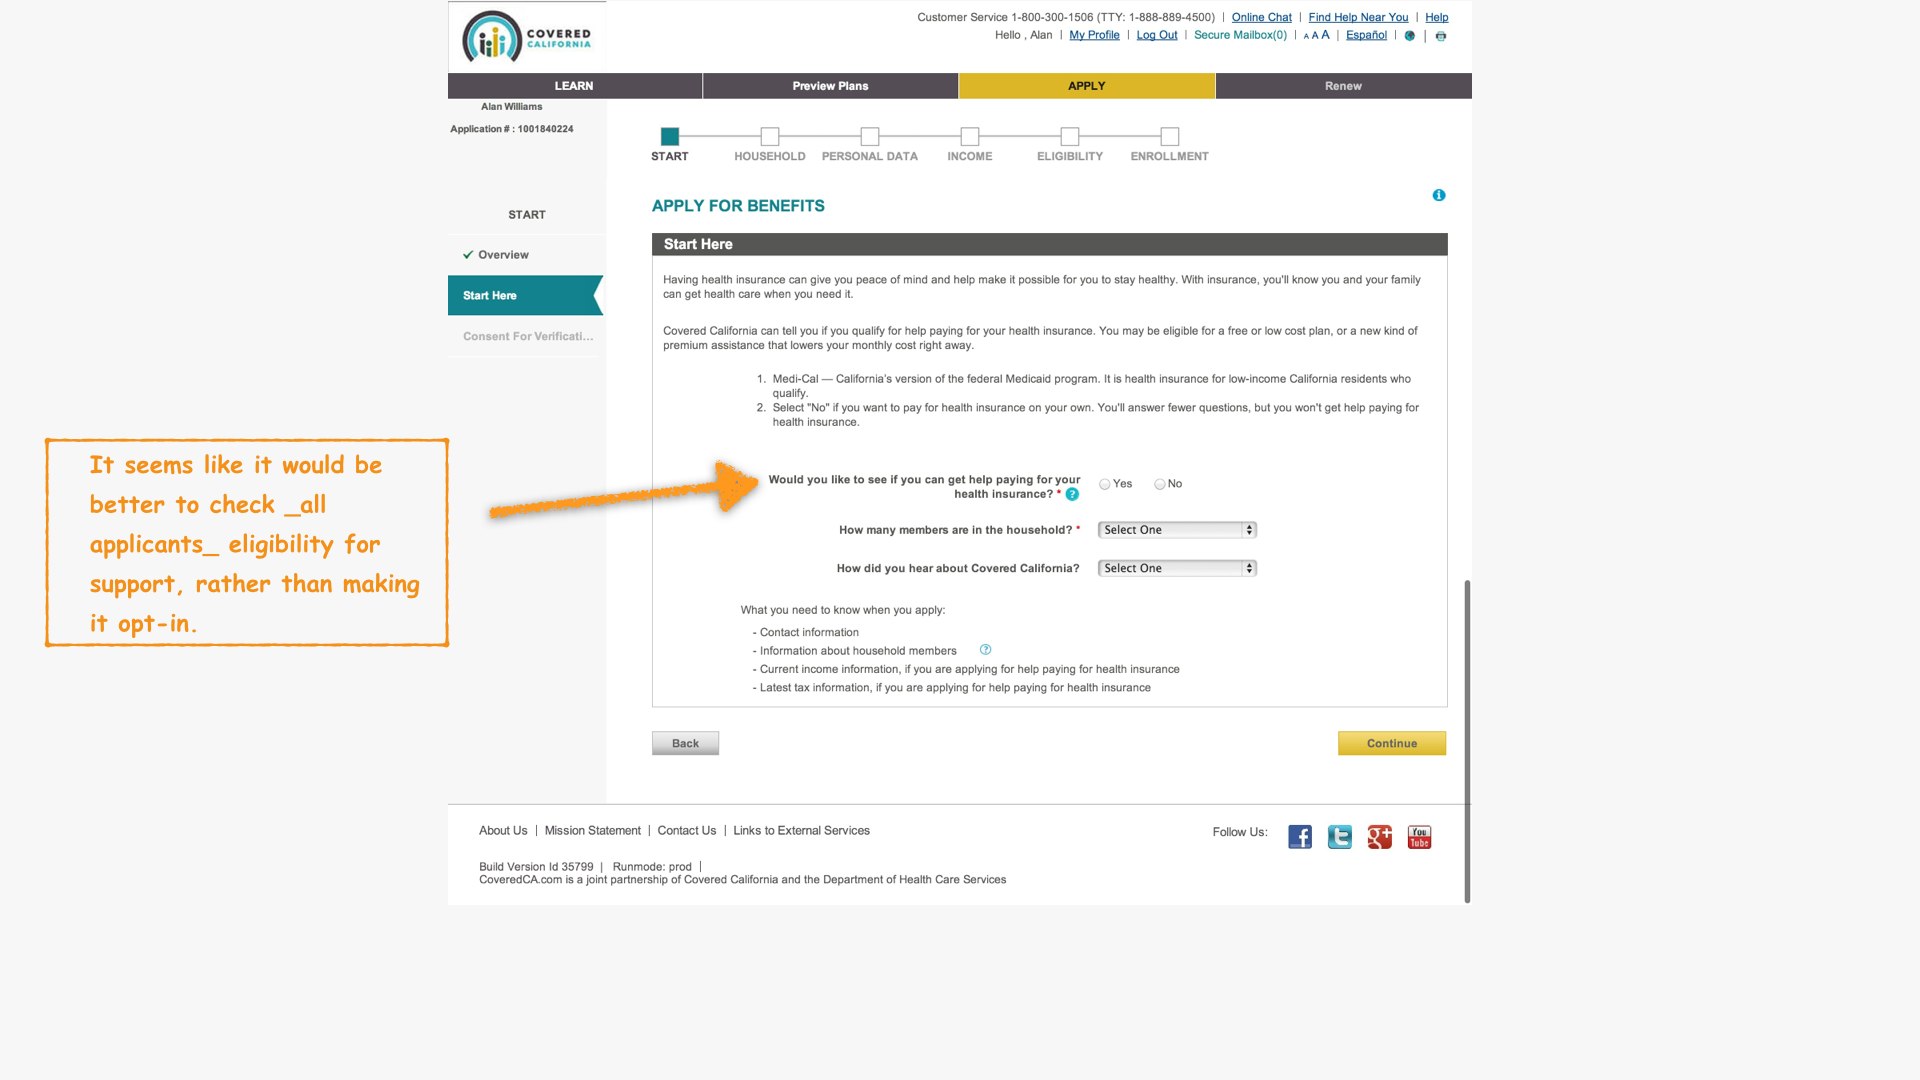 COVERED
CALIFORNIA
Customer Service 1-800-300-1506 (TTY: 1-888-889-4500) | Online Chat | Find Help Near You | Help
Hello , Alan | My Profile | Log Out | Secure Mailbox(0) | A A A | Español | |
LEARN
Preview Plans
APPLY
Renew
Alan Williams
Application # : 1001840224
START
HOUSEHOLD
PERSONAL DATA
INCOME
ELIGIBILITY
ENROLLMENT
START
Overview
Start Here
Consent For Verificati...
APPLY FOR BENEFITS
Start Here
Having health insurance can give you peace of mind and help make it possible for you to stay healthy. With insurance, you'll know you and your family
can get health care when you need it.
Covered California can tell you if you qualify for help paying for your health insurance. You may be eligible for a free or low cost plan, or a new kind of
premium assistance that lowers your monthly cost right away.
1. Medi-Cal — California's version of the federal Medicaid program. It is health insurance for low-income California residents who
qualify.
2. Select "No" if you want to pay for health insurance on your own. You'll answer fewer questions, but you won't get help paying for
health insurance.
It seems like it would be
better to check _all
applicants_ eligibility for
support, rather than making
it opt-in.
Would you like to see if you can get help paying for your
health insurance? * ?
Yes
No
How many members are in the household? *
Select One
How did you hear about Covered California?
Select One
What you need to know when you apply:
- Contact information
- Information about household members ?
- Current income information, if you are applying for help paying for health insurance
- Latest tax information, if you are applying for help paying for health insurance
Back
Continue
About Us | Mission Statement | Contact Us | Links to External Services
Follow Us:
You
Tube
Build Version Id 35799 | Runmode: prod |
CoveredCA.com is a joint partnership of Covered California and the Department of Health Care Services